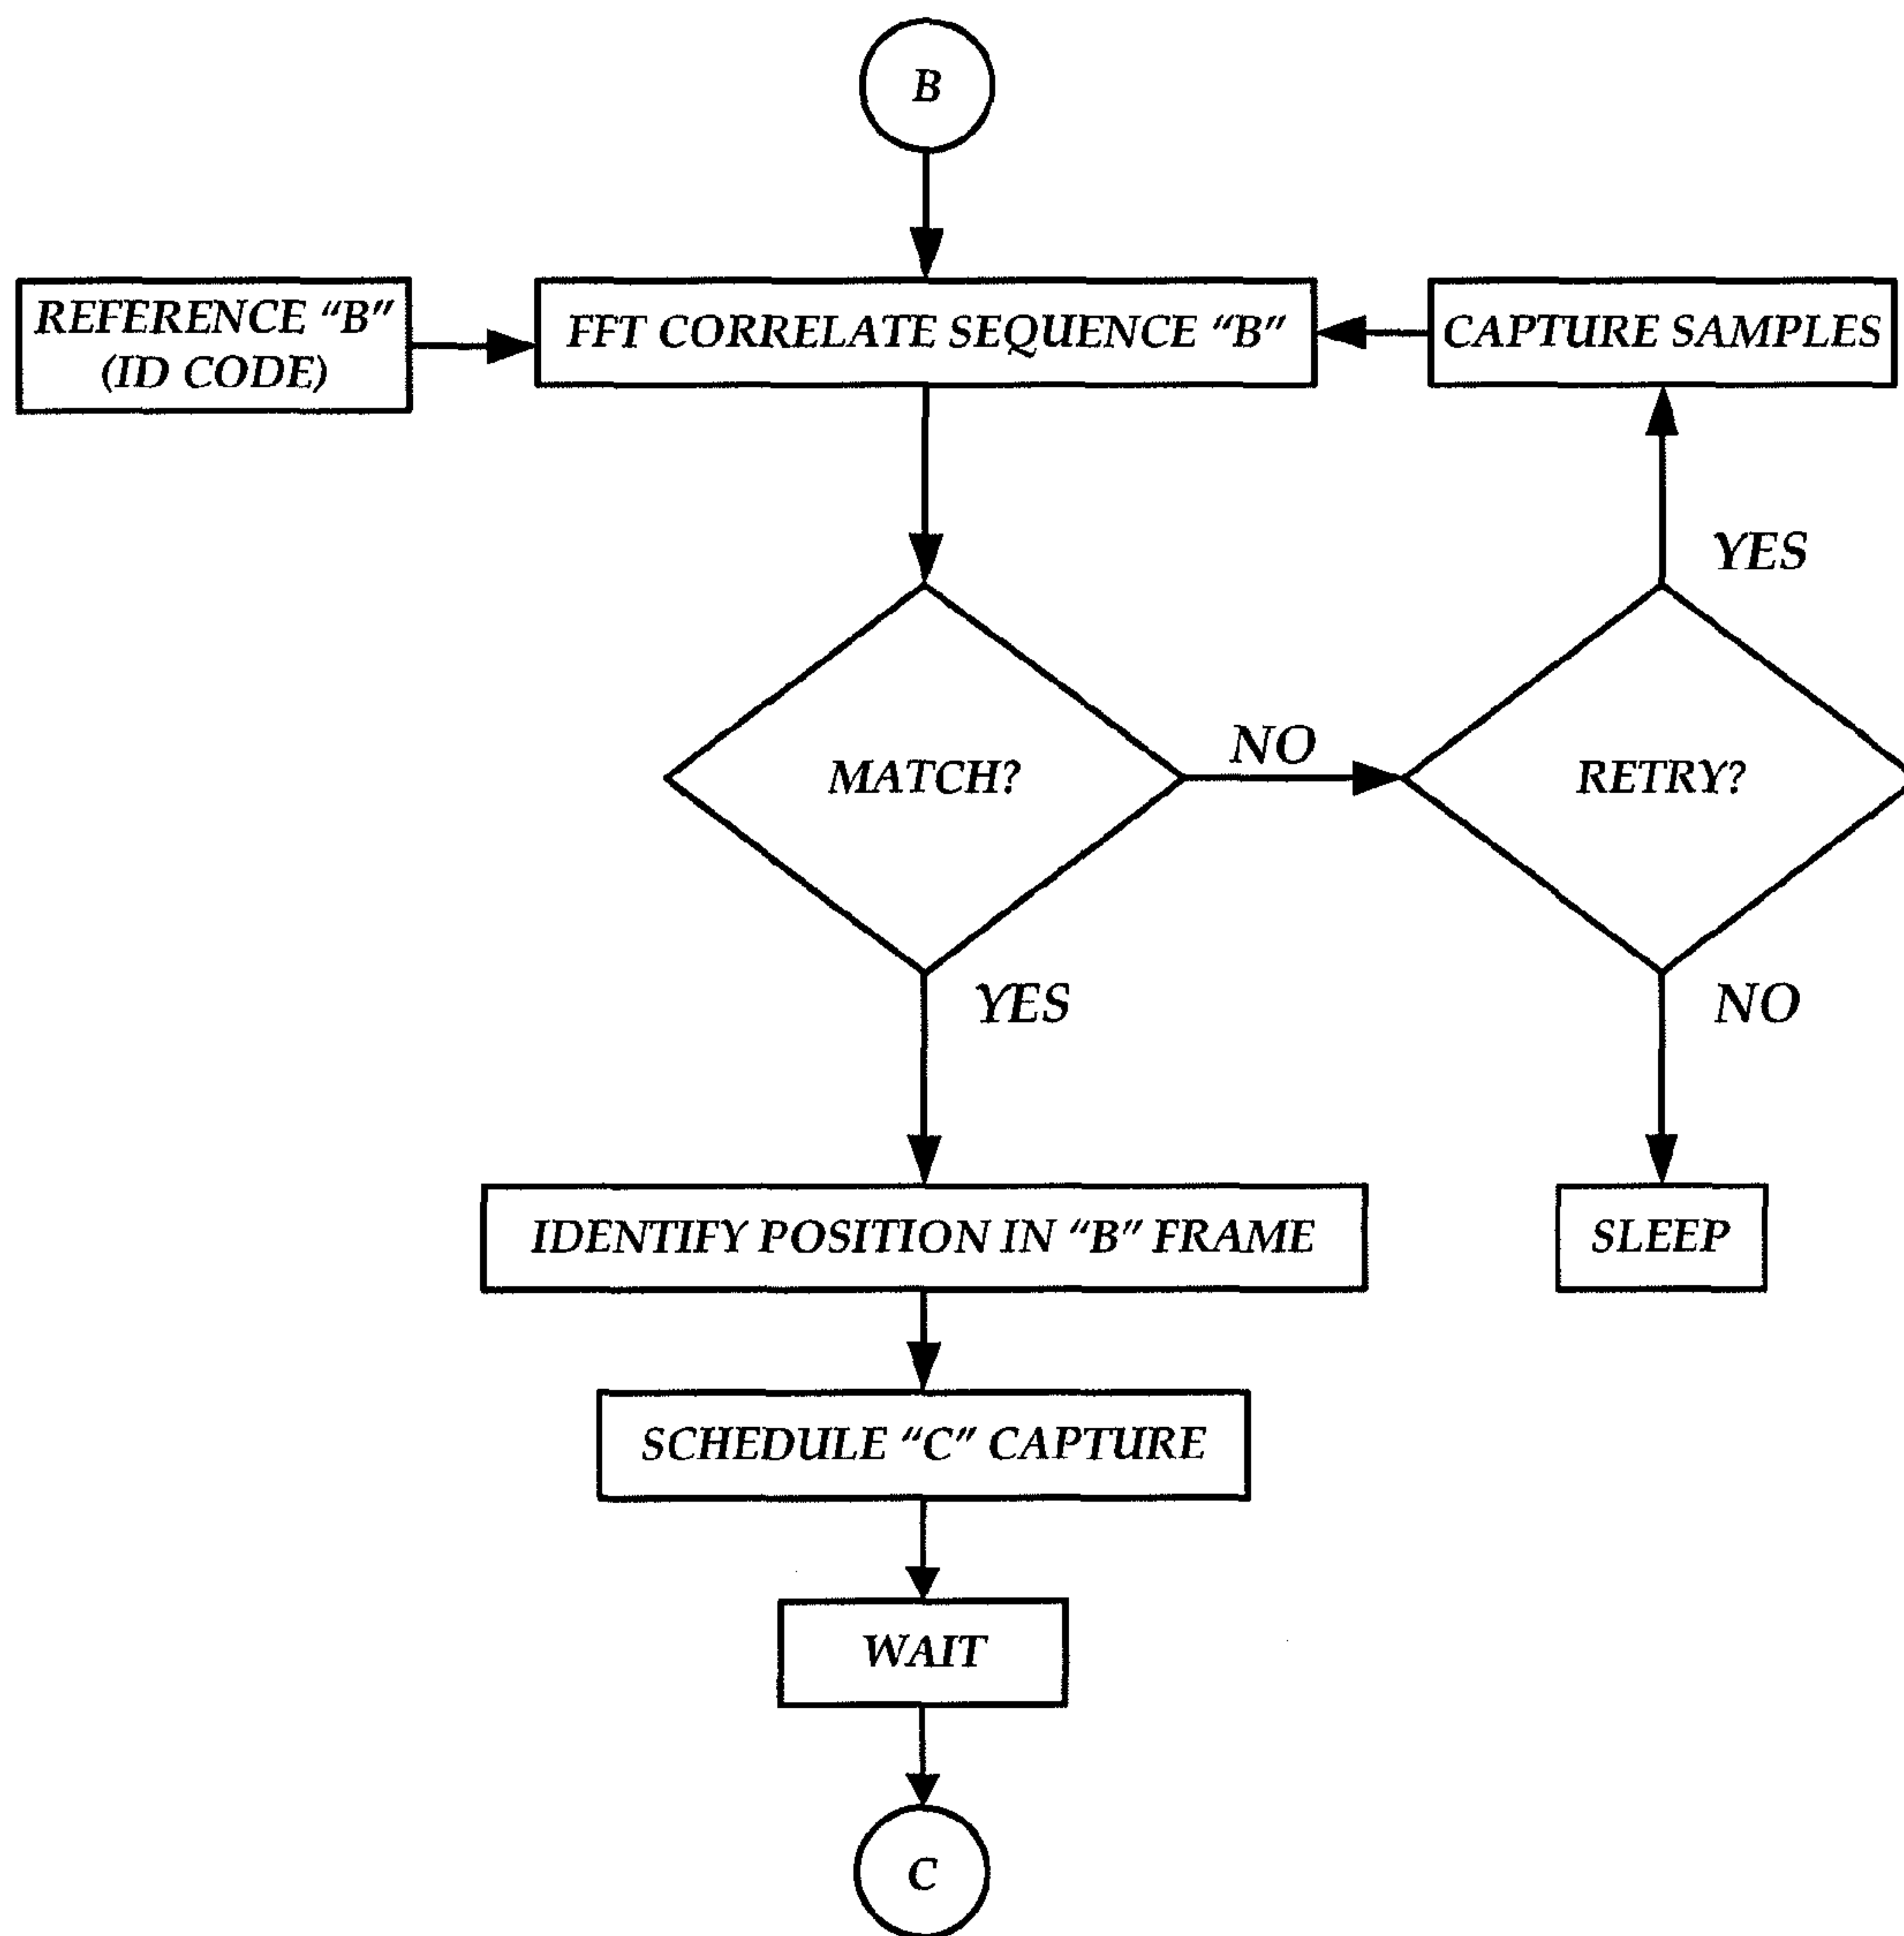 B
REFERENCE “B”
(ID CODE)
FFT CORRELATE SEQUENCE “B”
CAPTURE SAMPLES
YES
MATCH?
NO
RETRY?
YES
NO
IDENTIFY POSITION IN “B” FRAME
SLEEP
SCHEDULE “C” CAPTURE
WAIT
C